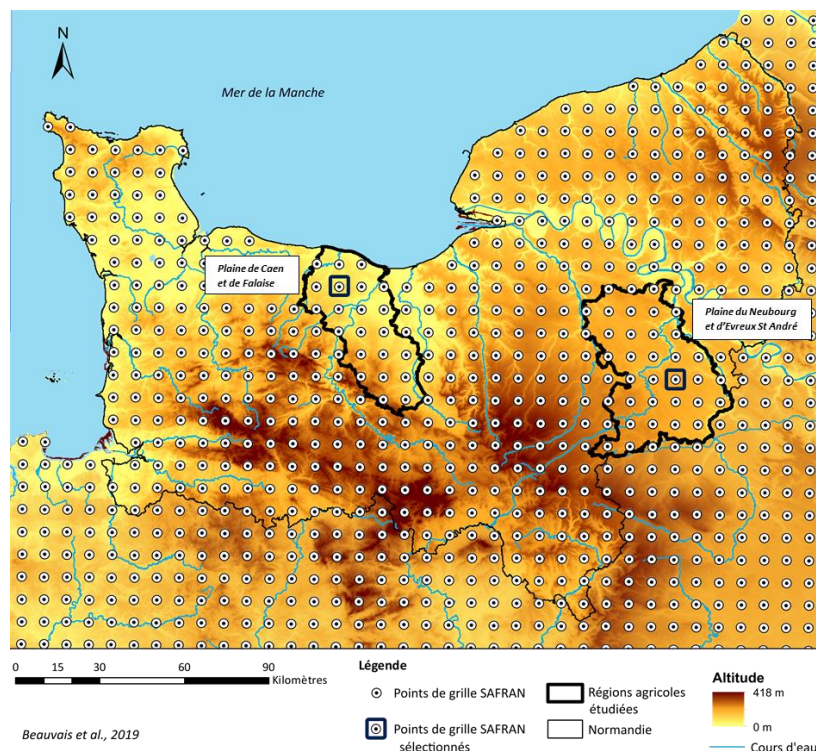 N
Mer de la Manche
Plaine de Caen
et de Falaise
Plaine du Neubourg
et d'Evreux St André
0 15 30 60 90
Kilomètres
Légende
Points de grille SAFRAN
Points de grille SAFRAN
sélectionnés
Régions agricoles
étudiées
Normandie
Altitude
418 m
0 m
Cours d'eau
Beauvais et al., 2019